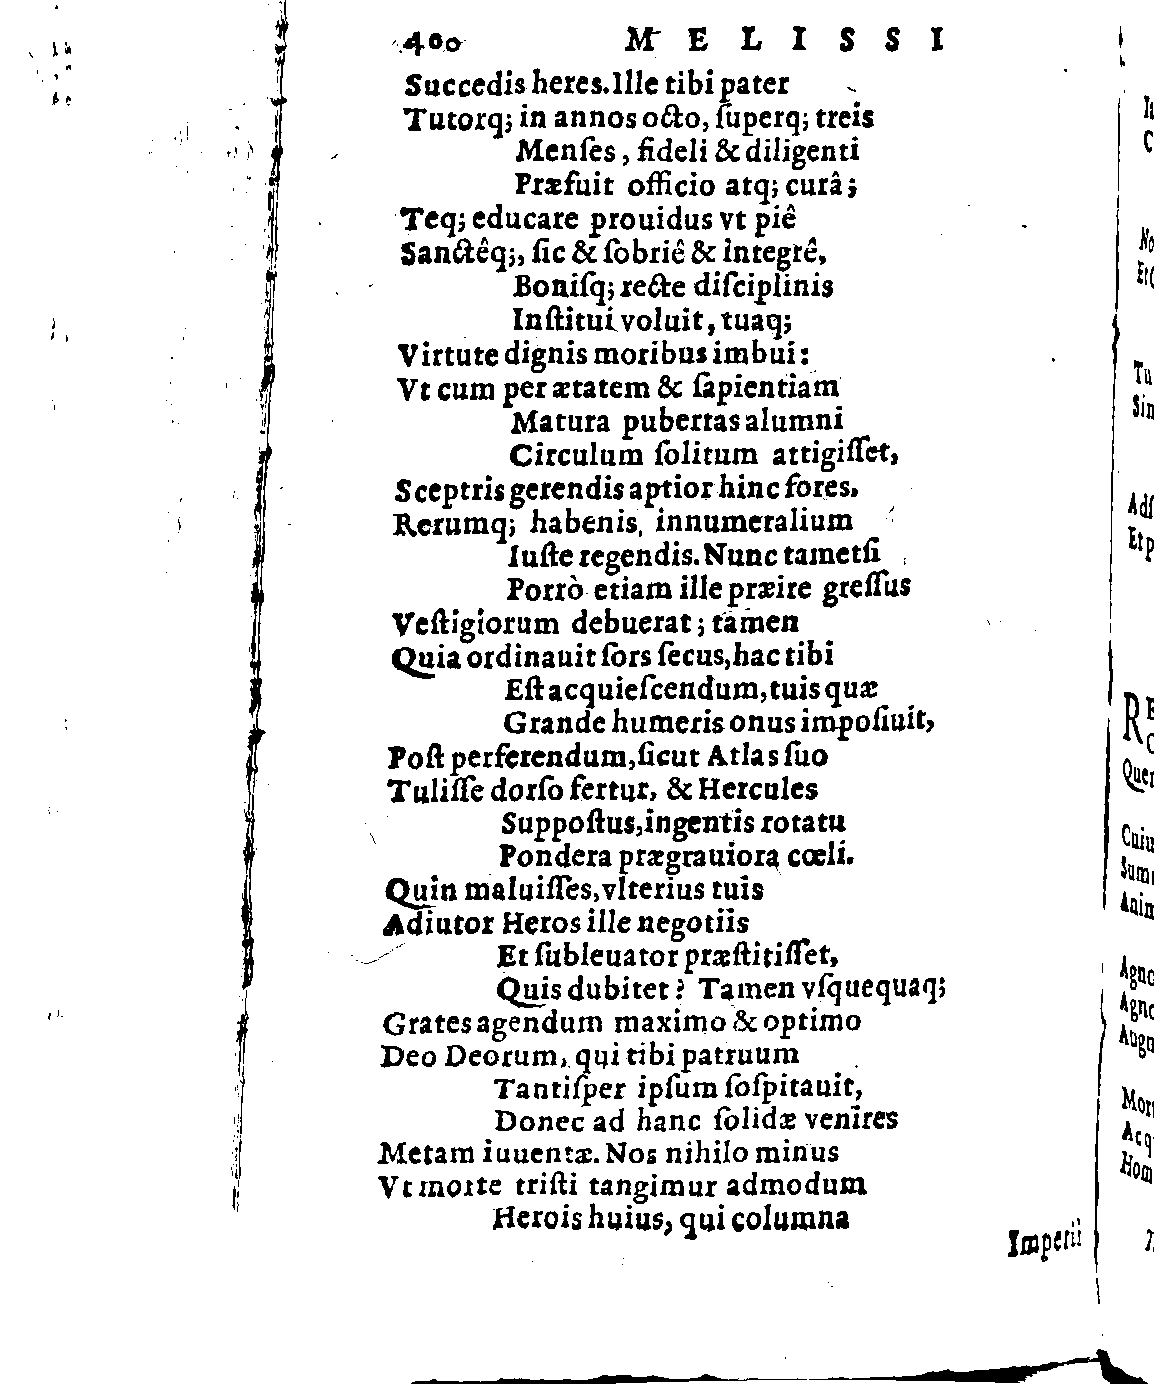 400 MELISSI
Succedis heres. Ille tibi pater
Tutorq; in annos octo, ſuperq; treis
Menſes, fideli & diligenti
Præfuit officio atq; curâ;
Teq; educare prouidus vt piê
Sanctêq;, ſic & ſobriê & integrê,
Boniſq; recte diſciplinis
Inſtitui voluit, tuaq;
Virtute dignis moribus imbui:
Vt cum per ætatem & ſapientiam
Matura pubertas alumni
Circulum ſolitum attigiſſet,
Sceptris gerendis aptior hinc fores.
Rerumq; habenis, innumeralium
Iuſte regendis. Nunc tametſi
Porrò etiam ille præire greſſus
Veſtigiorum debuerat; tamen
Quia ordinauit ſors ſecus, hac tibi
Eſt acquieſcendum, tuis quæ
Grande humeris onus impoſiuit,
Poſt perferendum, ſicut Atlas ſuo
Tuliſſe dorſo fertur, & Hercules
Suppoſtus, ingentis rotatu
Pondera prægrauiora cœli.
Quin maluiſſes, vlterius tuis
Adiutor Heros ille negotiis
Et ſubleuator præſtitiſſet,
Quis dubitet? Tamen vſquequaq;
Grates agendum maximo & optimo
Deo Deorum, qui tibi patruum
Tantiſper ipſum ſoſpitauit,
Donec ad hanc ſolidæ venires
Metam iuuentæ. Nos nihilo minus
Vt morte triſti tangimur admodum
Herois huius, qui columna
Imperii